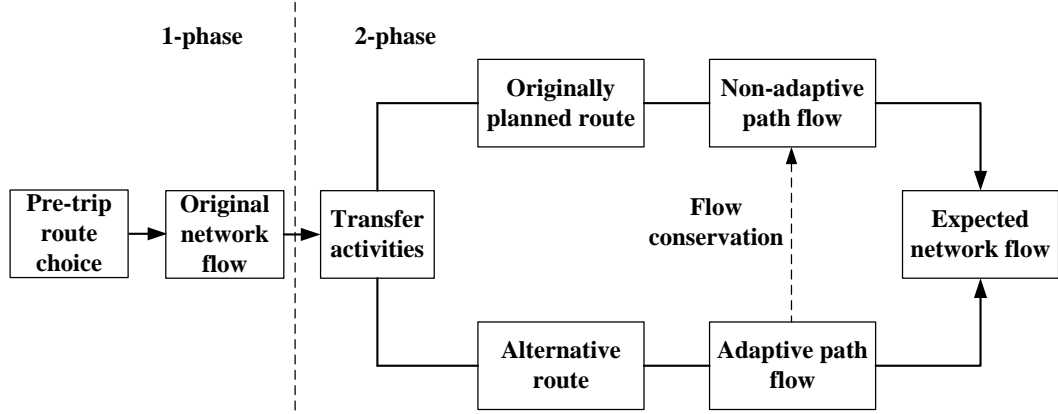 1-phase
2-phase
Pre-trip
route
choice
Original
network
flow
Transfer
activities
Originally
planned route
Non-adaptive
path flow
Flow
conservation
Expected
network flow
Alternative
route
Adaptive path
flow